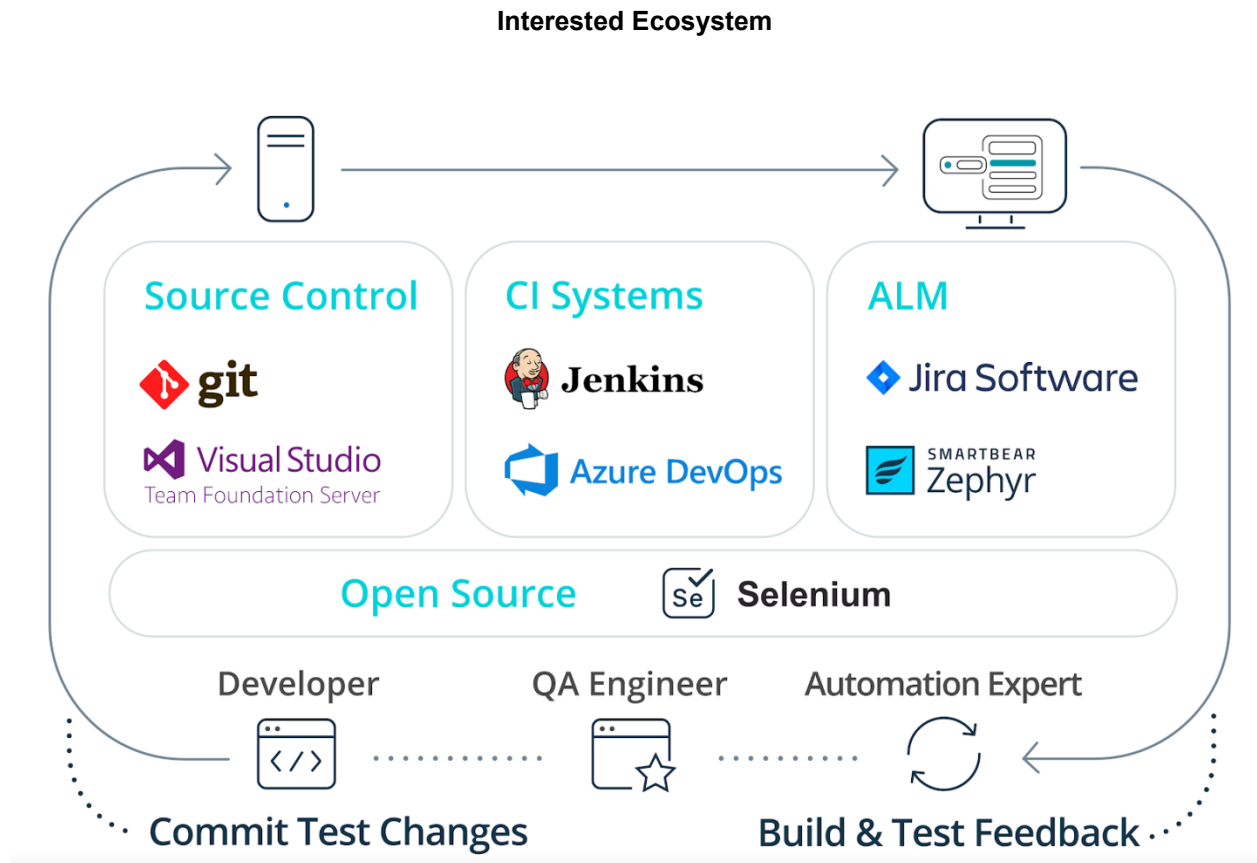 Interested Ecosystem
Source Control
git
Visual Studio
Team Foundation Server
CI Systems
Jenkins
Azure DevOps
ALM
Jira Software
SMARTBEAR
Zephyr
Open Source
Se
Selenium
Developer
QA Engineer
Automation Expert
</>
Commit Test Changes
Build & Test Feedback